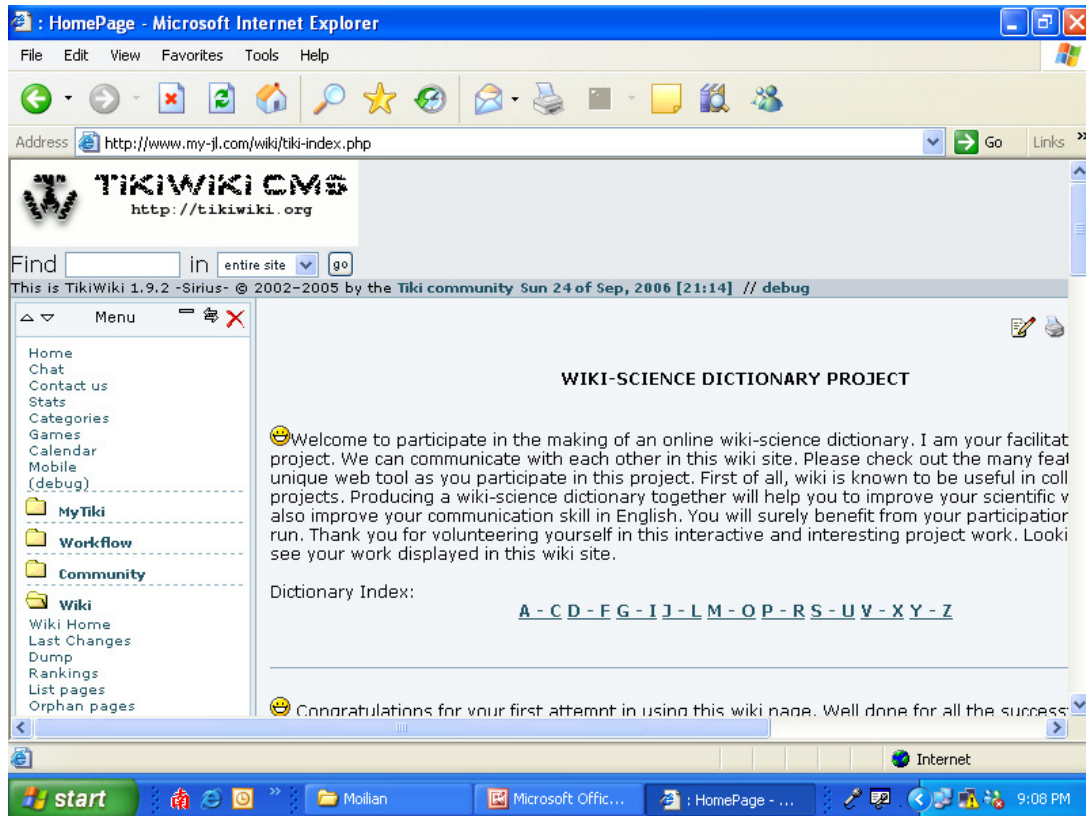 : HomePage - Microsoft Internet Explorer
File Edit View Favorites Tools Help
Address http://www.my-jl.com/wiki/tiki-index.php Go Links »
TIKIWIKI CMS
http://tikiwiki.org
Find in entire site go
This is TikiWiki 1.9.2 -Sirius- © 2002-2005 by the Tiki community Sun 24 of Sep, 2006 [21:14] // debug
Menu
Home
Chat
Contact us
Stats
Categories
Games
Calendar
Mobile
(debug)
MyTiki
Workflow
Community
Wiki
Wiki Home
Last Changes
Dump
Rankings
List pages
Orphan pages
WIKI-SCIENCE DICTIONARY PROJECT
Welcome to participate in the making of an online wiki-science dictionary. I am your facilitat
project. We can communicate with each other in this wiki site. Please check out the many feat
unique web tool as you participate in this project. First of all, wiki is known to be useful in coll
projects. Producing a wiki-science dictionary together will help you to improve your scientific v
also improve your communication skill in English. You will surely benefit from your participation
run. Thank you for volunteering yourself in this interactive and interesting project work. Looki
see your work displayed in this wiki site.
Dictionary Index:
A - C D - F G - I J - L M - O P - R S - U V - X Y - Z
Congratulations for your first attempt in using this wiki page. Well done for all the success
Internet
start 南 » Moilian Microsoft Offic... : HomePage - ... 9:08 PM